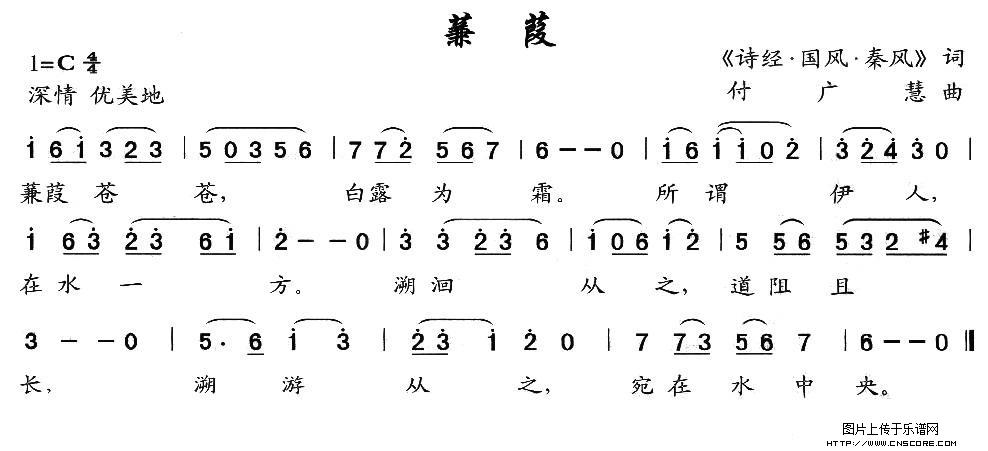 蒹 葭
1=C 4/4
《诗经·国风·秦风》 词
深情 优美地
付 广 慧 曲
i 6 i 3 2 3 | 5 0 3 5 6 | 7 7 2̇ 5 6 7 | 6 - - 0 | i 6 i i 0 2̇ | 3̇ 2̇ 4̇ 3̇ 0 |
蒹葭 苍 苍, 白露 为 霜。 所 谓 伊 人,
i 6 3̇ 2̇ 3̇ 6 i | 2̇ - - 0 | 3̇ 3̇ 2̇ 3̇ 6 | i 0 6 i 2̇ | 5 5 6 5 3 2 #4 |
在 水 一 方。 溯 洄 从 之, 道 阻 且
3 - - 0 | 5 . 6 i 3̇ | 2̇ 3̇ i 2̇ 0 | 7 7 3 5 6 7 | 6 - - 0 ‖
长, 溯 游 从 之, 宛 在 水 中 央。
图片上传于乐谱网
HTTP://WWW.CNSCORE.COM